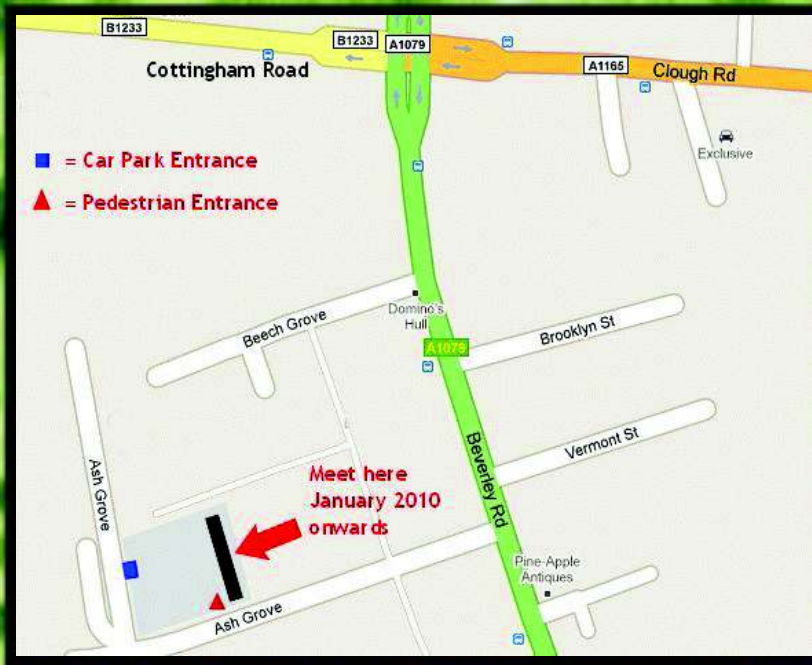 B1233
B1233
A1079
Cottingham Road
A1165
Clough Rd
= Car Park Entrance
Exclusive
= Pedestrian Entrance
Domino's
Hull
Beech Grove
Brooklyn St
A1079
Vermont St
Beverley Rd
Ash Grove
Meet here
January 2010
onwards
Pine-Apple
Antiques
Ash Grove